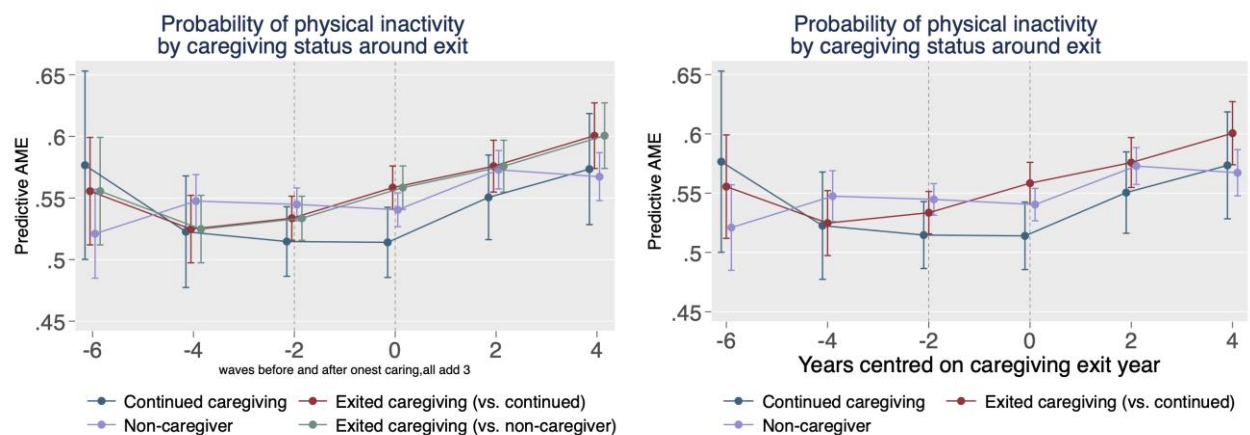 Probability of physical inactivity
by caregiving status around exit
Predictive AME
.65
.6
.55
.5
.45
-6 -4 -2 0 2 4
waves before and after onest caring,all add 3
Continued caregiving Exited caregiving (vs. continued)
Non-caregiver Exited caregiving (vs. non-caregiver)
Probability of physical inactivity
by caregiving status around exit
Predictive AME
.65
.6
.55
.5
.45
-6 -4 -2 0 2 4
Years centred on caregiving exit year
Continued caregiving Exited caregiving (vs. continued)
Non-caregiver